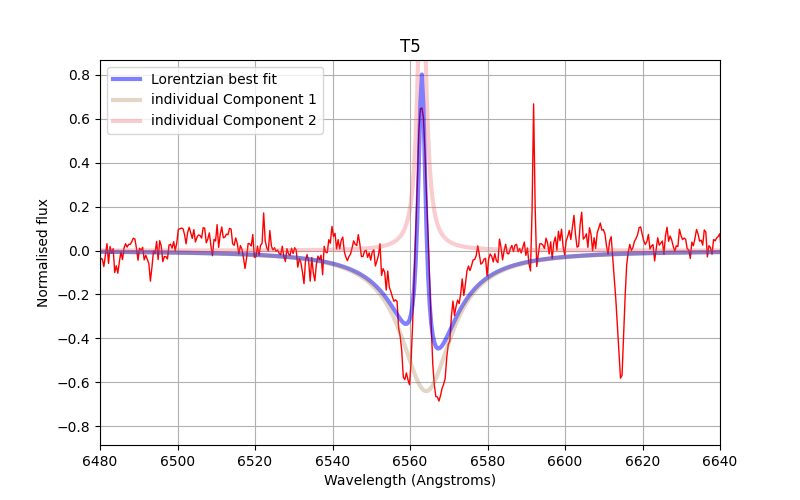 T5
Lorentzian best fit
individual Component 1
individual Component 2
Normalised flux
0.8
0.6
0.4
0.2
0.0
−0.2
−0.4
−0.6
−0.8
6480 6500 6520 6540 6560 6580 6600 6620 6640
Wavelength (Angstroms)